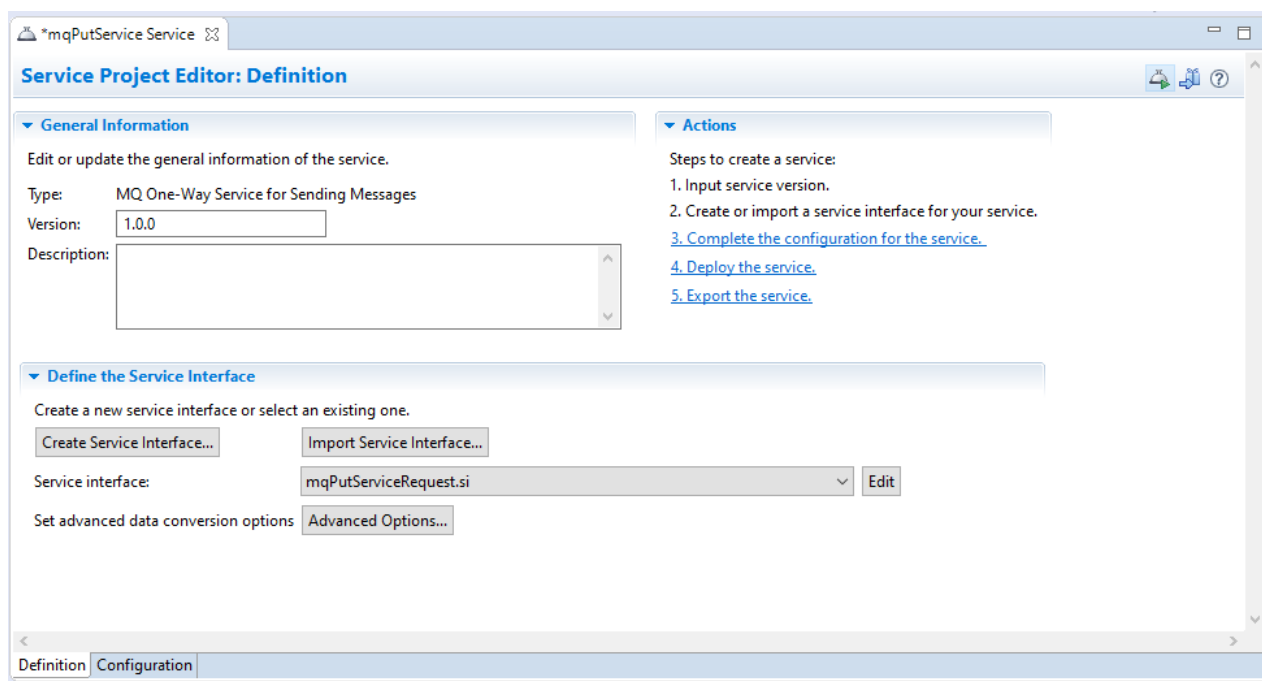 *mqPutService Service
Service Project Editor: Definition
General Information
Edit or update the general information of the service.
Type: MQ One-Way Service for Sending Messages
Version: 1.0.0
Description:
Actions
Steps to create a service:
1. Input service version.
2. Create or import a service interface for your service.
3. Complete the configuration for the service.
4. Deploy the service.
5. Export the service.
Define the Service Interface
Create a new service interface or select an existing one.
Create Service Interface... Import Service Interface...
Service interface: mqPutServiceRequest.si Edit
Set advanced data conversion options Advanced Options...
Definition Configuration